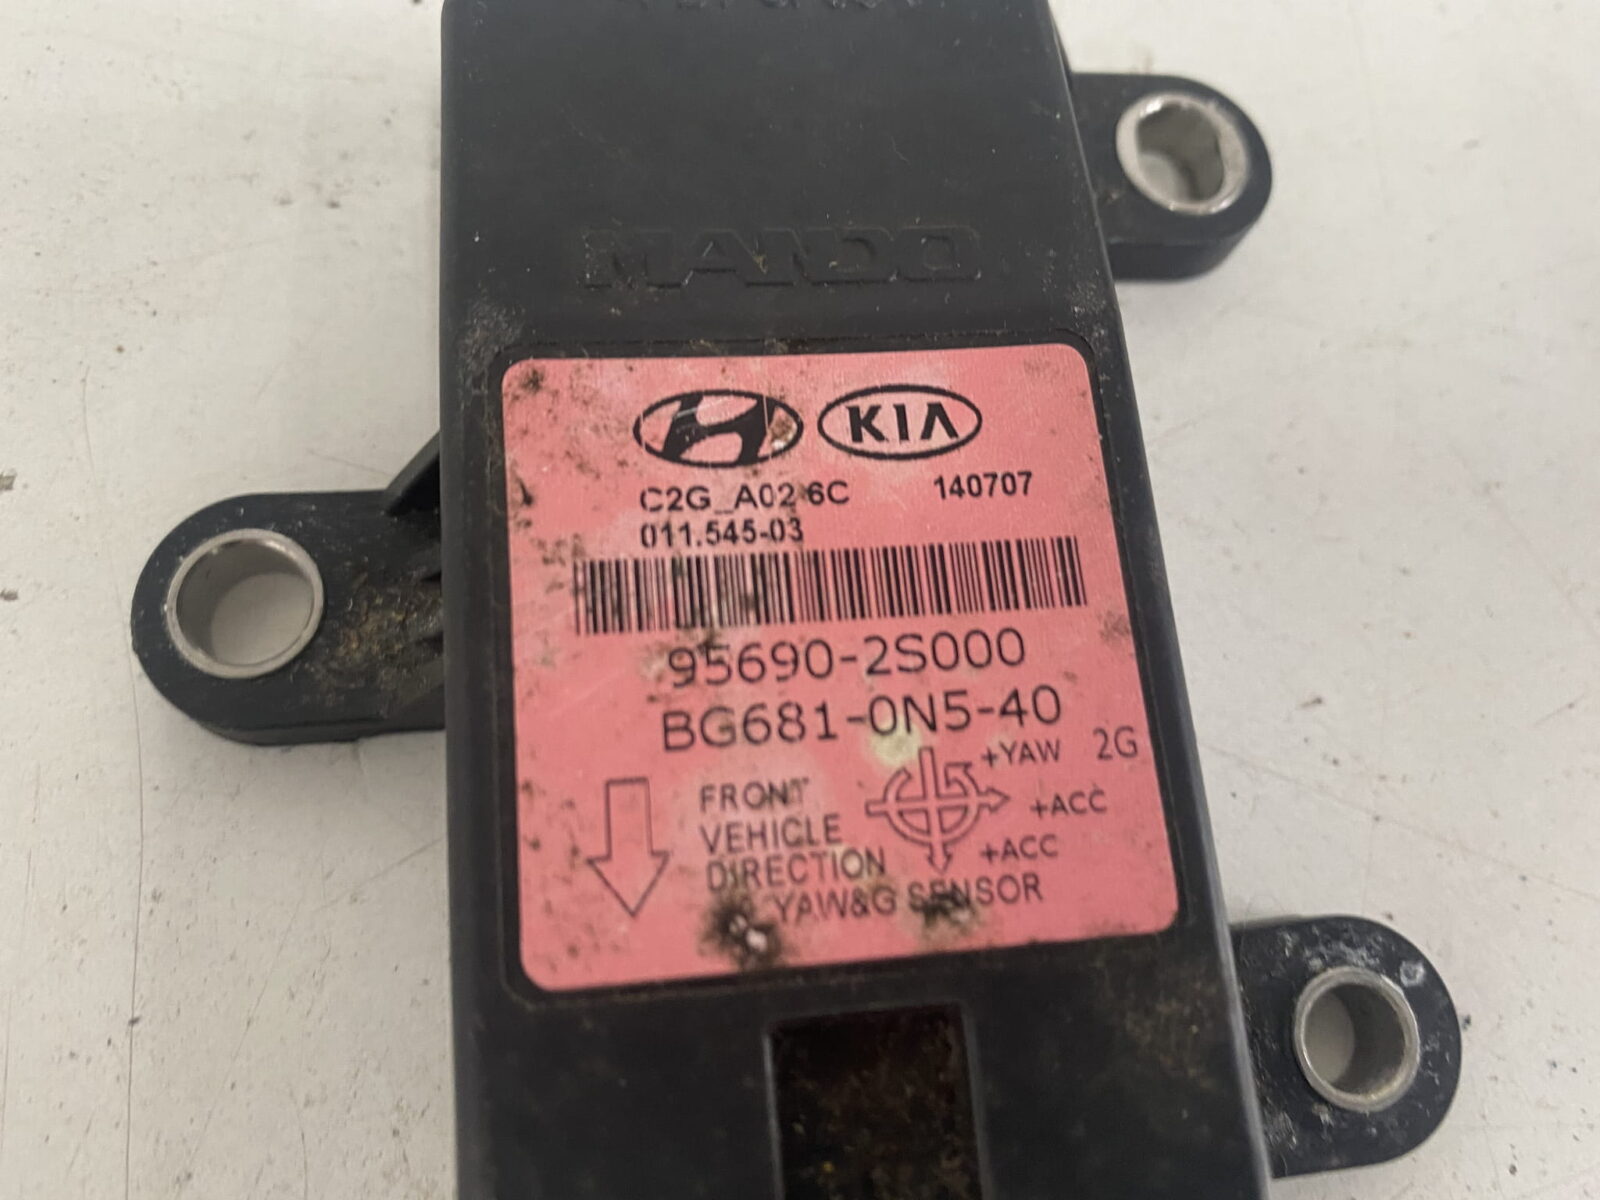 MANDO
KIA
C2G_A02 6C 140707
011.545-03
95690-2S000
BG681-0N5-40
+YAW 2G
FRONT +ACC
VEHICLE
DIRECTION +ACC
YAW&G SENSOR